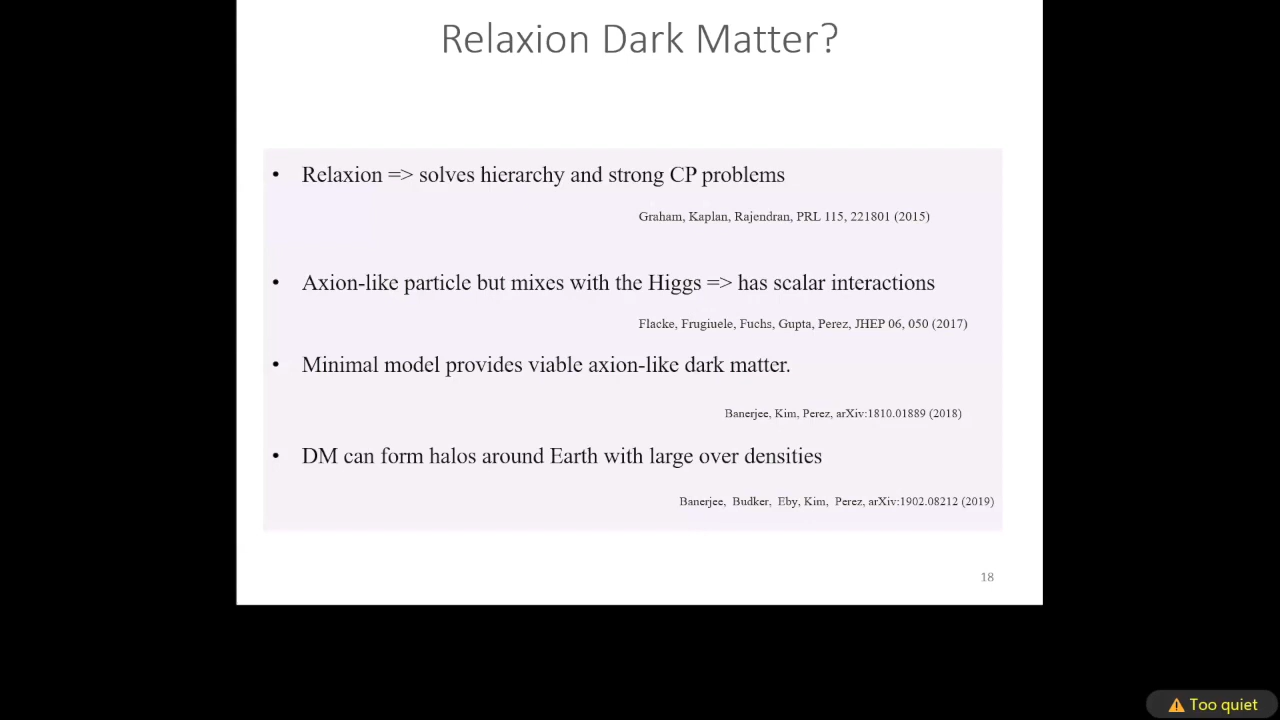 Relaxion Dark Matter?
• Relaxion => solves hierarchy and strong CP problems
Graham, Kaplan, Rajendran, PRL 115, 221801 (2015)
• Axion-like particle but mixes with the Higgs => has scalar interactions
Flacke, Frugiuele, Fuchs, Gupta, Perez, JHEP 06, 050 (2017)
• Minimal model provides viable axion-like dark matter.
Banerjee, Kim, Perez, arXiv:1810.01889 (2018)
• DM can form halos around Earth with large over densities
Banerjee, Budker, Eby, Kim, Perez, arXiv:1902.08212 (2019)
18
Too quiet